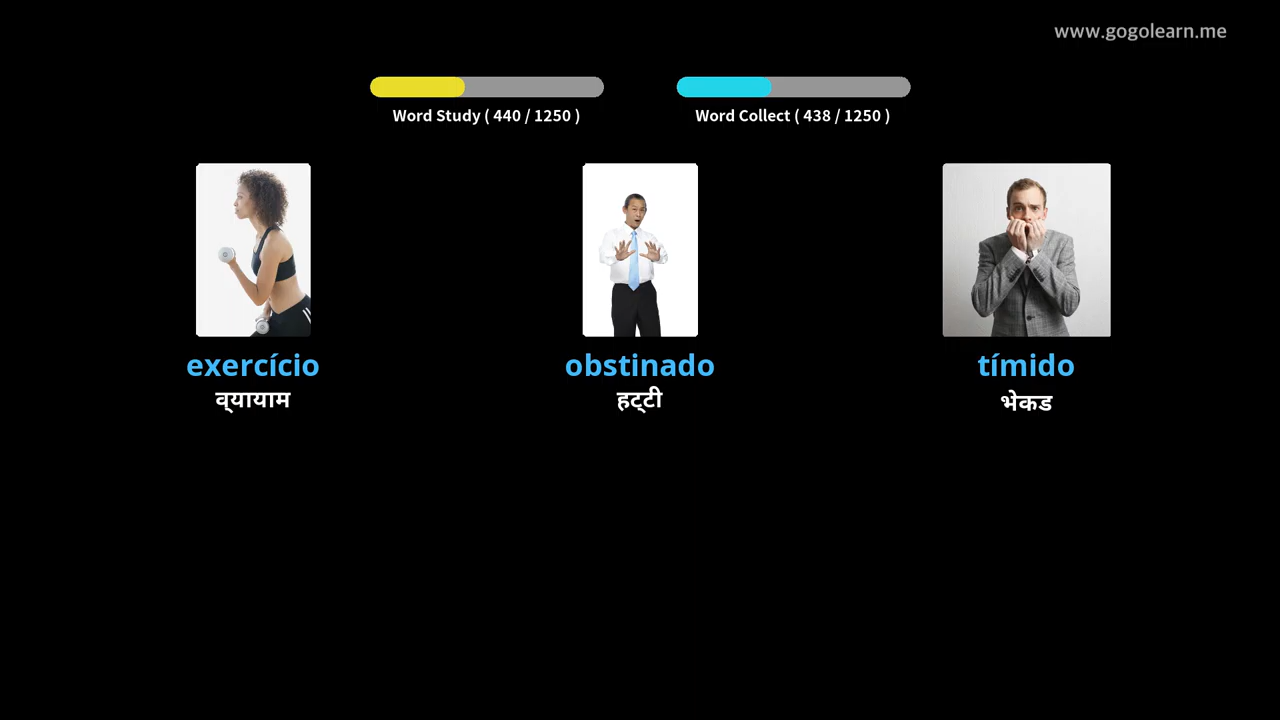 www.gogolearn.me
Word Study ( 440 / 1250 )
Word Collect ( 438 / 1250 )
exercício
व्यायाम
obstinado
हट्टी
tímido
भेकड